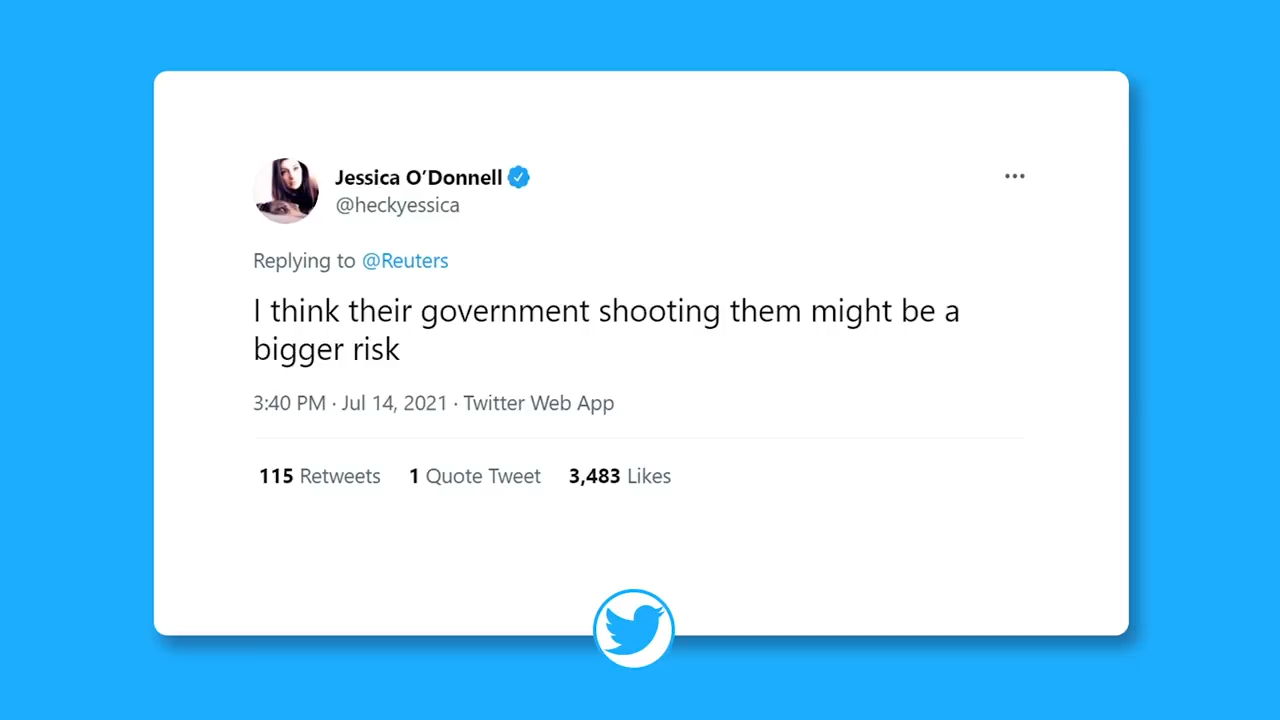 Jessica O’Donnell
@heckyessica
Replying to @Reuters
I think their government shooting them might be a
bigger risk
3:40 PM · Jul 14, 2021 · Twitter Web App
115 Retweets 1 Quote Tweet 3,483 Likes